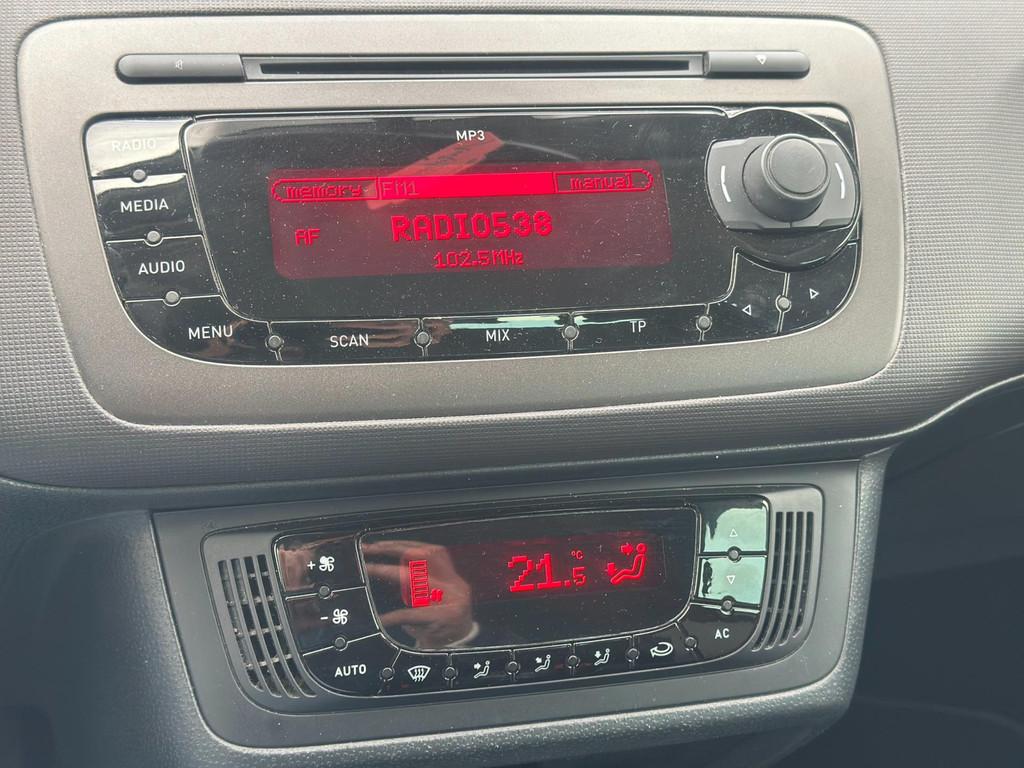 MP3
RADIO
memory FM1 manual
MEDIA
AF RADIO538
102.5MHz
AUDIO
MENU SCAN MIX TP
21.5 °C
+
-
AUTO
AC